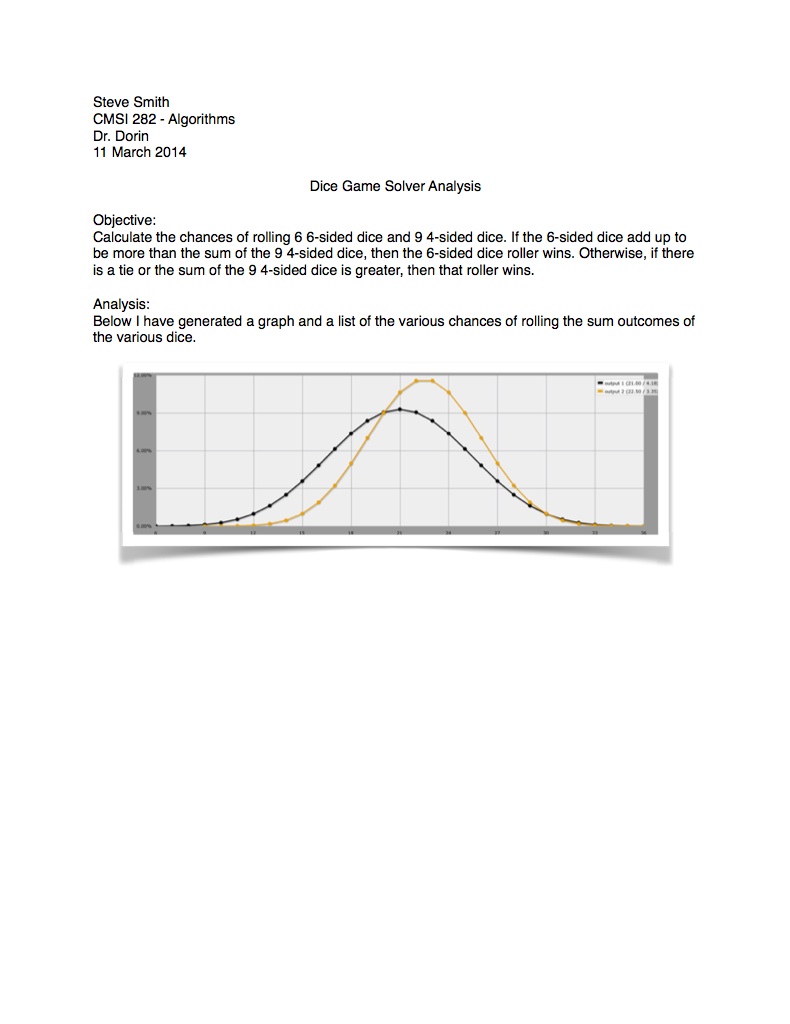 Steve Smith
CMSI 282 - Algorithms
Dr. Dorin
11 March 2014
Dice Game Solver Analysis
Objective:
Calculate the chances of rolling 6 6-sided dice and 9 4-sided dice. If the 6-sided dice add up to
be more than the sum of the 9 4-sided dice, then the 6-sided dice roller wins. Otherwise, if there
is a tie or the sum of the 9 4-sided dice is greater, then that roller wins.
Analysis:
Below I have generated a graph and a list of the various chances of rolling the sum outcomes of
the various dice.
12.00%
output 1 (21.00 / 4.18)
output 2 (22.50 / 3.35)
9.00%
6.00%
3.00%
0.00%
6 9 12 15 18 21 24 27 30 33 36